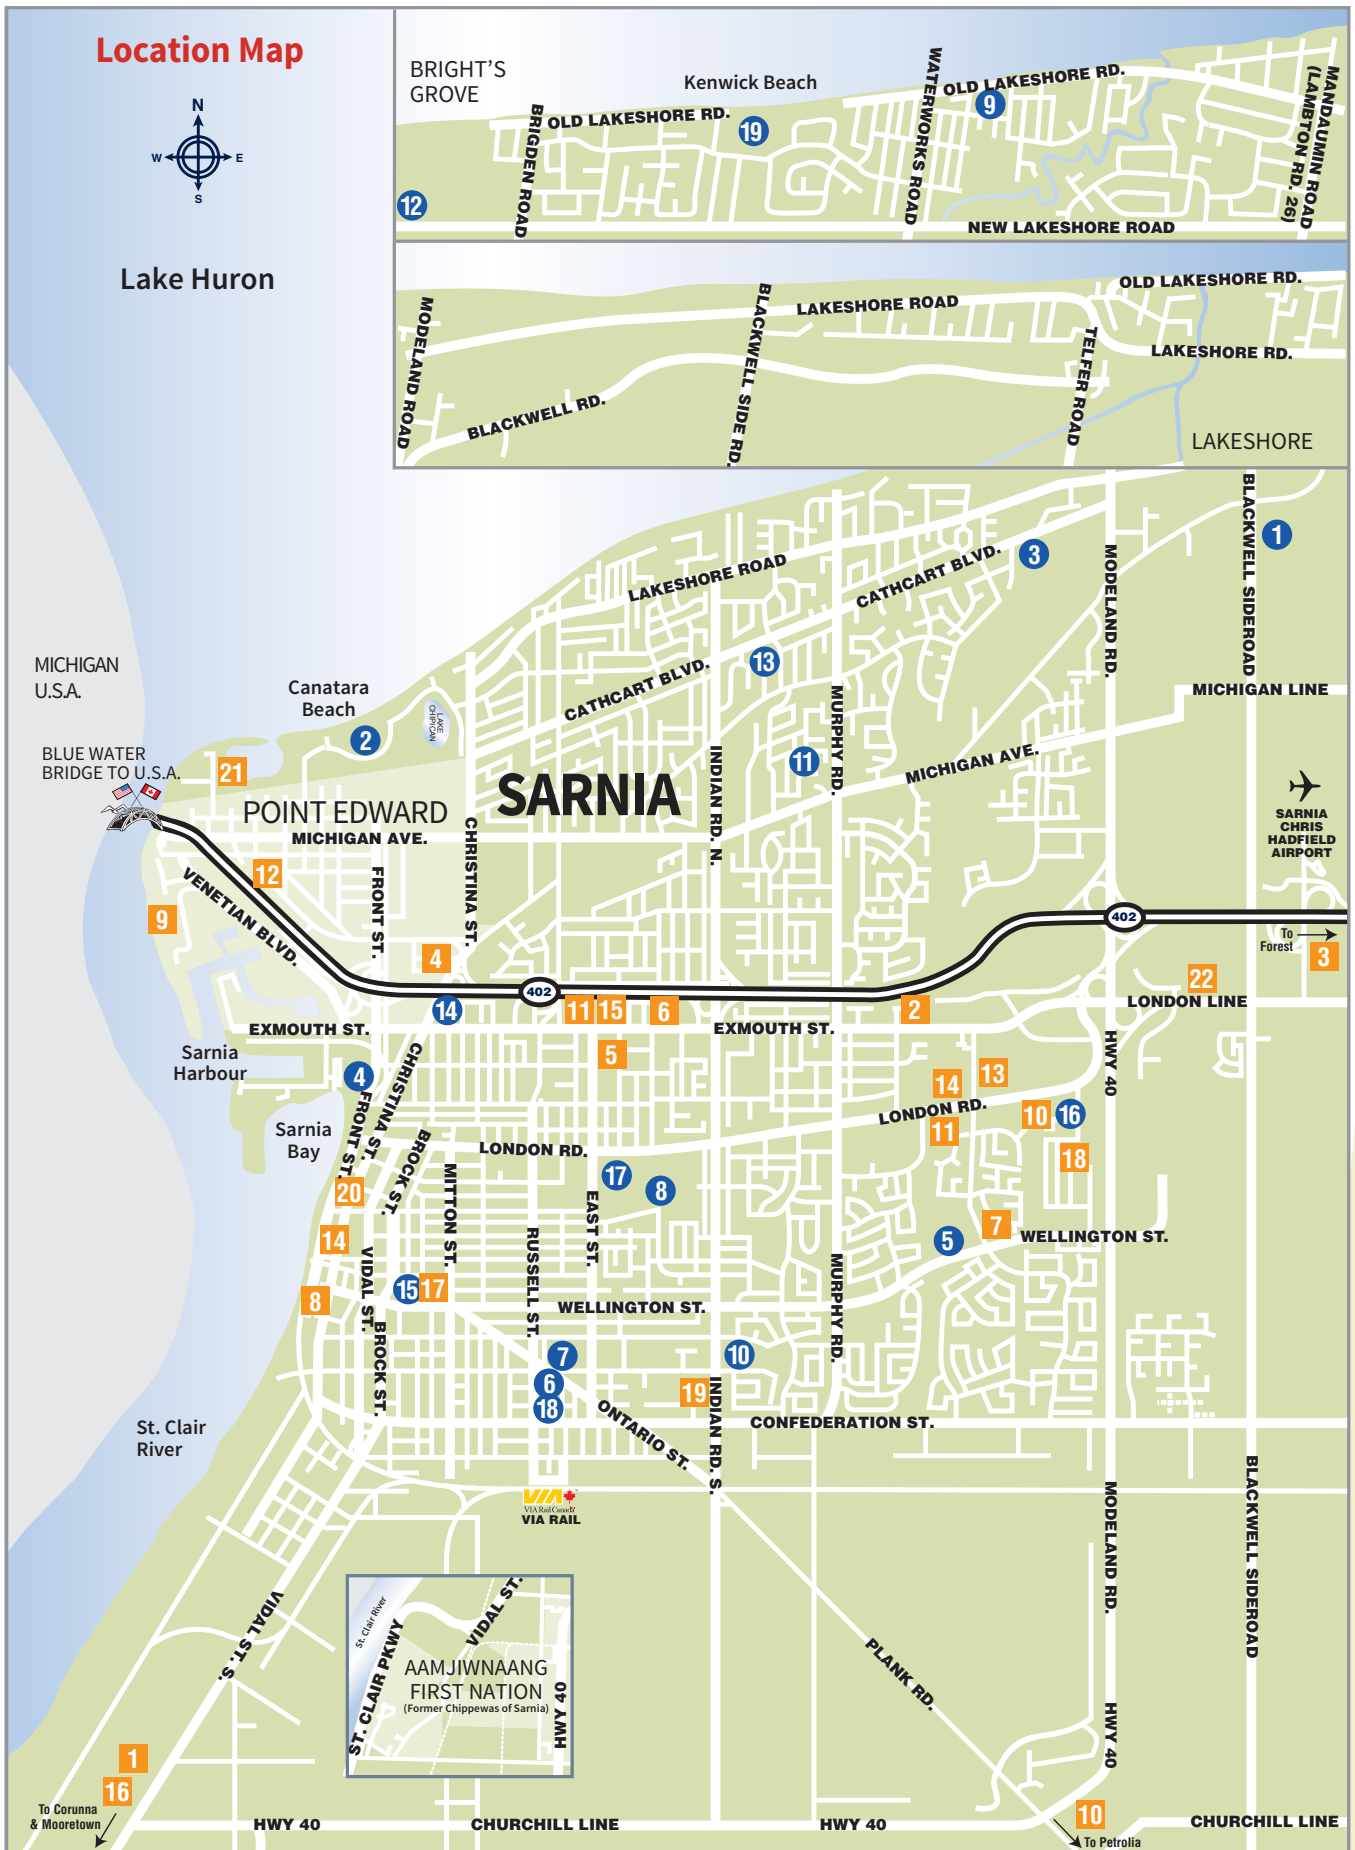 Location Map
N
W
E
S
Lake Huron
BRIGHT'S
GROVE
Kenwick Beach
OLD LAKESHORE RD.
BRIGDEN ROAD
19
WATERWORKS ROAD
OLD LAKESHORE RD.
9
MANDAUMIN ROAD
(LAMBTON RD. 26)
12
NEW LAKESHORE ROAD
OLD LAKESHORE RD.
MODELAND ROAD
BLACKWELL SIDE RD.
LAKESHORE ROAD
TELFER ROAD
LAKESHORE RD.
BLACKWELL RD.
LAKESHORE
BLACKWELL SIDEROAD
1
3
CATHCART BLVD.
LAKESHORE ROAD
MODELAND RD.
MICHIGAN
U.S.A.
13
CATHCART BLVD.
Canatara
Beach
LAKE
CHIPICAN
MICHIGAN LINE
MURPHY RD.
2
INDIAN RD. N.
11
MICHIGAN AVE.
BLUE WATER
BRIDGE TO U.S.A.
21
SARNIA
POINT EDWARD
MICHIGAN AVE.
CHRISTINA ST.
SARNIA
CHRIS
HADFIELD
AIRPORT
12
VENETIAN BLVD.
FRONT ST.
9
402
To
Forest
3
4
22
402
14
11
15
6
2
LONDON LINE
EXMOUTH ST.
EXMOUTH ST.
Sarnia
Harbour
5
CHRISTINA ST.
HWY 40
4
FRONT ST.
14
13
Sarnia
Bay
LONDON RD.
10
16
11
BROCK ST.
LONDON RD.
18
MITTON ST.
17
8
20
EAST ST.
14
VIDAL ST.
RUSSELL ST.
5
7
WELLINGTON ST.
MURPHY RD.
15
17
8
WELLINGTON ST.
BROCK ST.
7
10
6
19
18
INDIAN RD. S.
ONTARIO ST.
CONFEDERATION ST.
St. Clair
River
BLACKWELL SIDEROAD
MODELAND RD.
VIA
VIA Rail Canada
VIA RAIL
VIDAL ST. S.
St. Clair River
ST. CLAIR PKWY
VIDAL ST.
AAMJIWNAANG
FIRST NATION
(Former Chippewas of Sarnia)
HWY 40
PLANK RD.
HWY 40
1
16
To Corunna
& Mooretown
HWY 40
CHURCHILL LINE
HWY 40
10
To Petrolia
CHURCHILL LINE